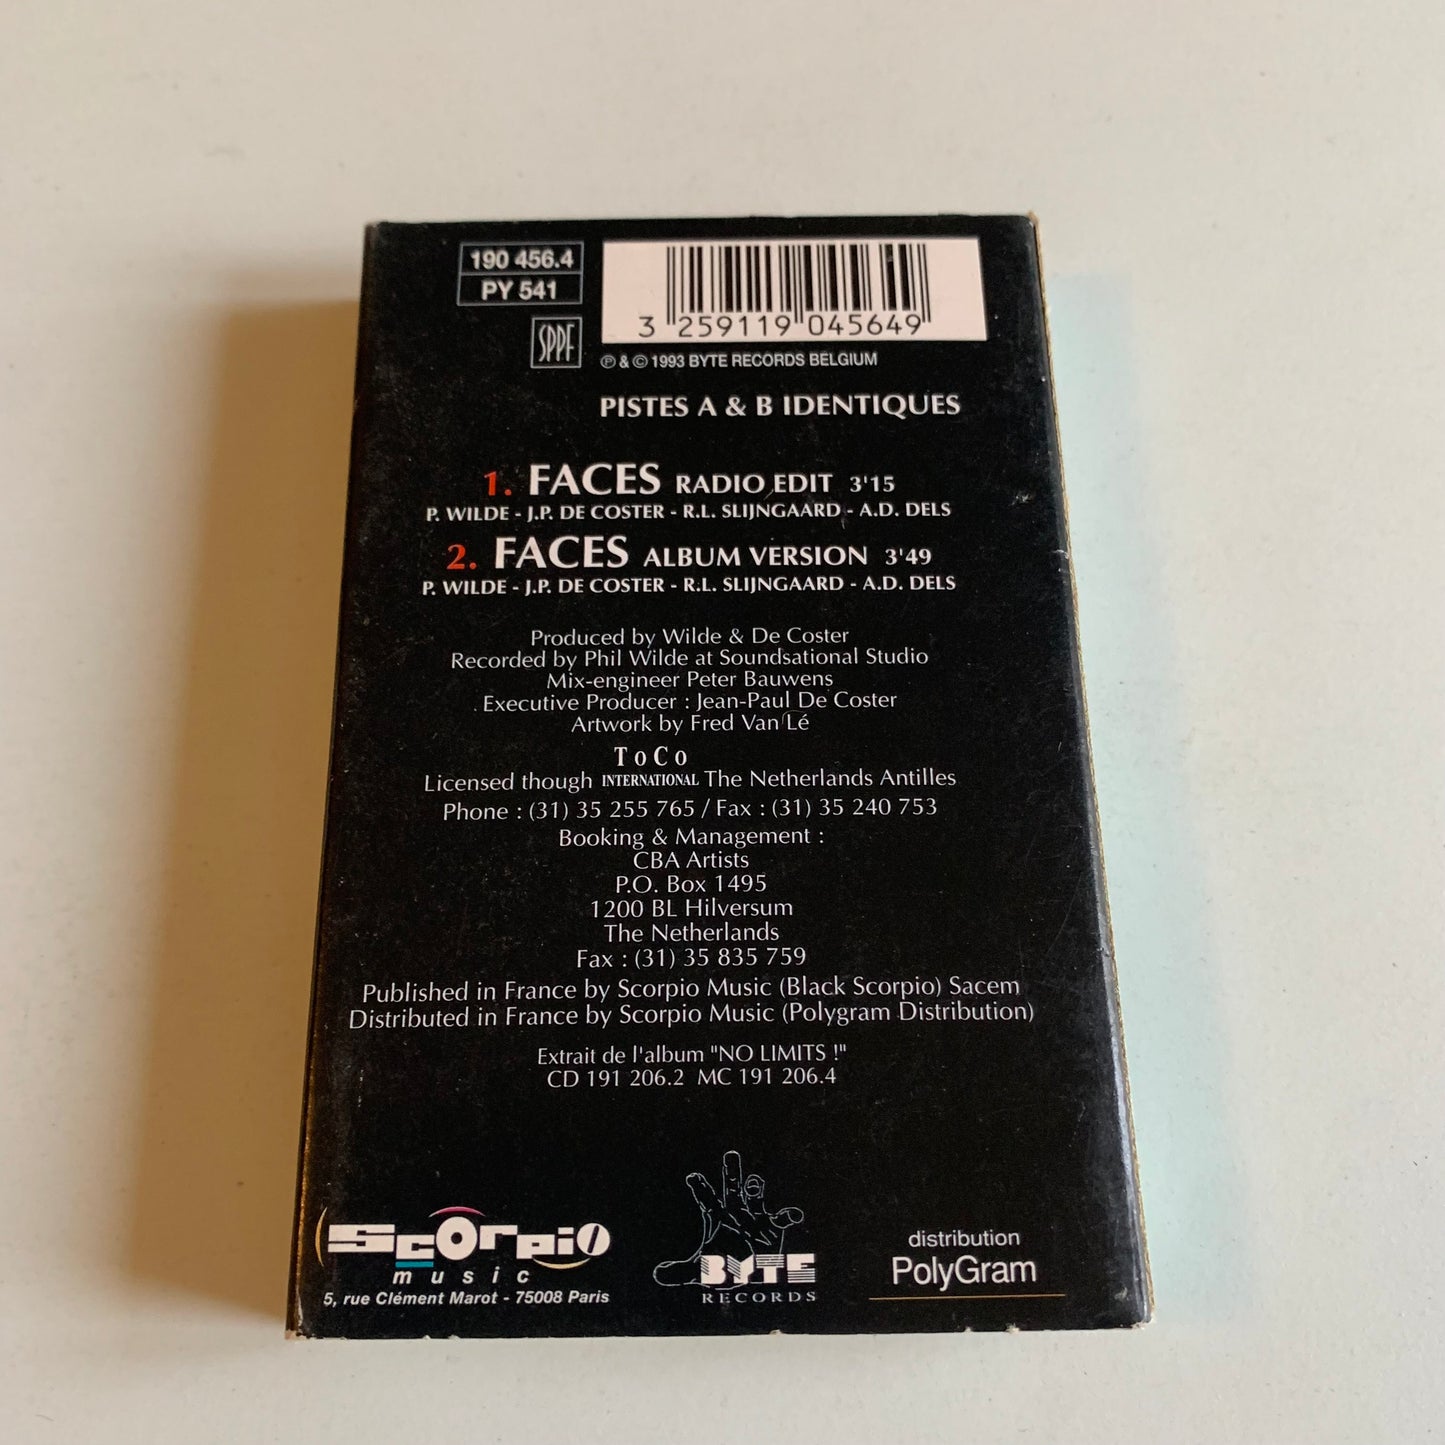 190 456.4
PY 541
SPPF
3 259119 045649
℗ & © 1993 BYTE RECORDS BELGIUM
PISTES A & B IDENTIQUES
1. FACES RADIO EDIT 3'15
P. WILDE - J.P. DE COSTER - R.L. SLIJNGAARD - A.D. DELS
2. FACES ALBUM VERSION 3'49
P. WILDE - J.P. DE COSTER - R.L. SLIJNGAARD - A.D. DELS
Produced by Wilde & De Coster
Recorded by Phil Wilde at Soundsational Studio
Mix-engineer Peter Bauwens
Executive Producer : Jean-Paul De Coster
Artwork by Fred Van Lé
ToCo
Licensed though INTERNATIONAL The Netherlands Antilles
Phone : (31) 35 255 765 / Fax : (31) 35 240 753
Booking & Management :
CBA Artists
P.O. Box 1495
1200 BL Hilversum
The Netherlands
Fax : (31) 35 835 759
Published in France by Scorpio Music (Black Scorpio) Sacem
Distributed in France by Scorpio Music (Polygram Distribution)
Extrait de l'album "NO LIMITS !"
CD 191 206.2 MC 191 206.4
scorpio
music
5, rue Clément Marot - 75008 Paris
BYTE
RECORDS
distribution
PolyGram